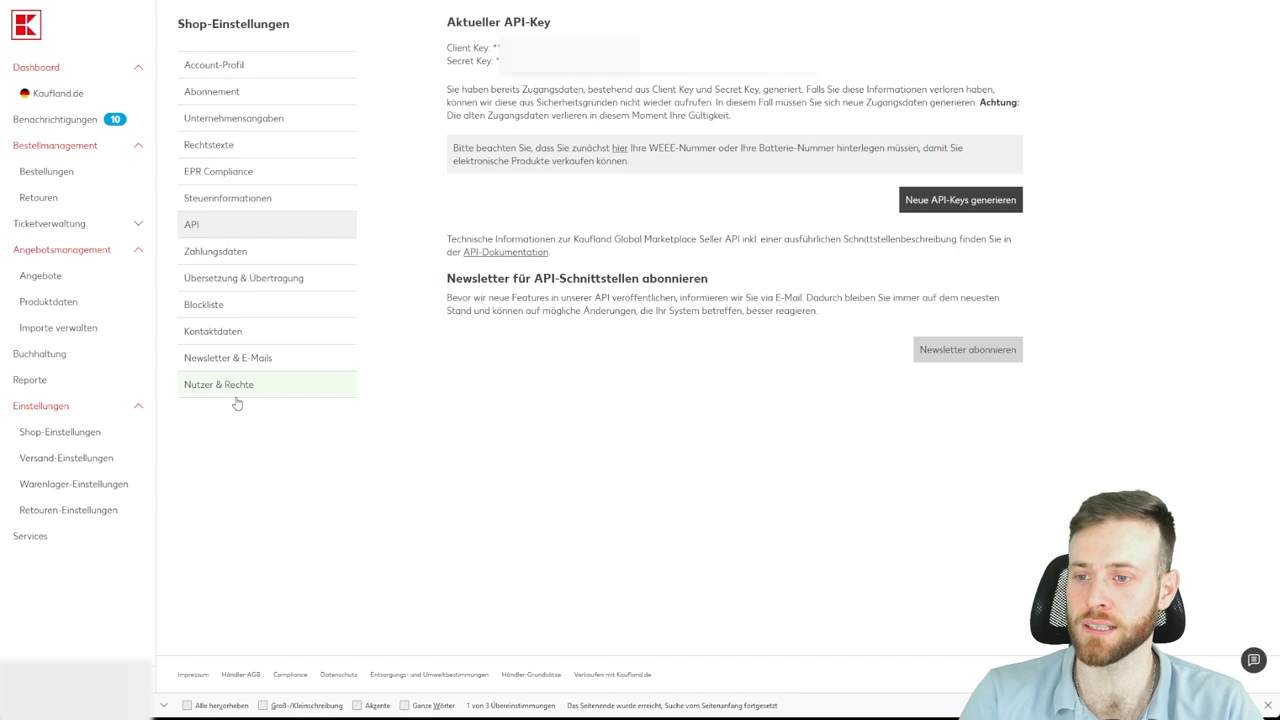 Dashboard
Kaufland.de
Benachrichtigungen 10
Bestellmanagement
Bestellungen
Retouren
Ticketverwaltung
Angebotsmanagement
Angebote
Produktdaten
Importe verwalten
Buchhaltung
Reporte
Einstellungen
Shop-Einstellungen
Versand-Einstellungen
Warenlager-Einstellungen
Retouren-Einstellungen
Services
Shop-Einstellungen
Account-Profil
Abonnement
Unternehmensangaben
Rechtstexte
EPR Compliance
Steuerinformationen
API
Zahlungsdaten
Übersetzung & Übertragung
Blockliste
Kontaktdaten
Newsletter & E-Mails
Nutzer & Rechte
Aktueller API-Key
Client Key: **
Secret Key: *
Sie haben bereits Zugangsdaten, bestehend aus Client Key und Secret Key, generiert. Falls Sie diese Informationen verloren haben,
können wir diese aus Sicherheitsgründen nicht wieder aufrufen. In diesem Fall müssen Sie sich neue Zugangsdaten generieren. Achtung:
Die alten Zugangsdaten verlieren in diesem Moment Ihre Gültigkeit.
Bitte beachten Sie, dass Sie zunächst hier Ihre WEEE-Nummer oder Ihre Batterie-Nummer hinterlegen müssen, damit Sie
elektronische Produkte verkaufen können.
Neue API-Keys generieren
Technische Informationen zur Kaufland Global Marketplace Seller API inkl. einer ausführlichen Schnittstellenbeschreibung finden Sie in
der API-Dokumentation.
Newsletter für API-Schnittstellen abonnieren
Bevor wir neue Features in unserer API veröffentlichen, informieren wir Sie via E-Mail. Dadurch bleiben Sie immer auf dem neuesten
Stand und können auf mögliche Änderungen, die Ihr System betreffen, besser reagieren.
Newsletter abonnieren
Impressum Händler-AGB Compliance Datenschutz Entsorgungs- und Umweltbestimmungen Händler-Grundsätze Verkaufen mit Kaufland.de
Alle hervorheben Groß-/Kleinschreibung Akzente Ganze Wörter 1 von 3 Übereinstimmungen Das Seitenende wurde erreicht, Suche vom Seitenanfang fortgesetzt